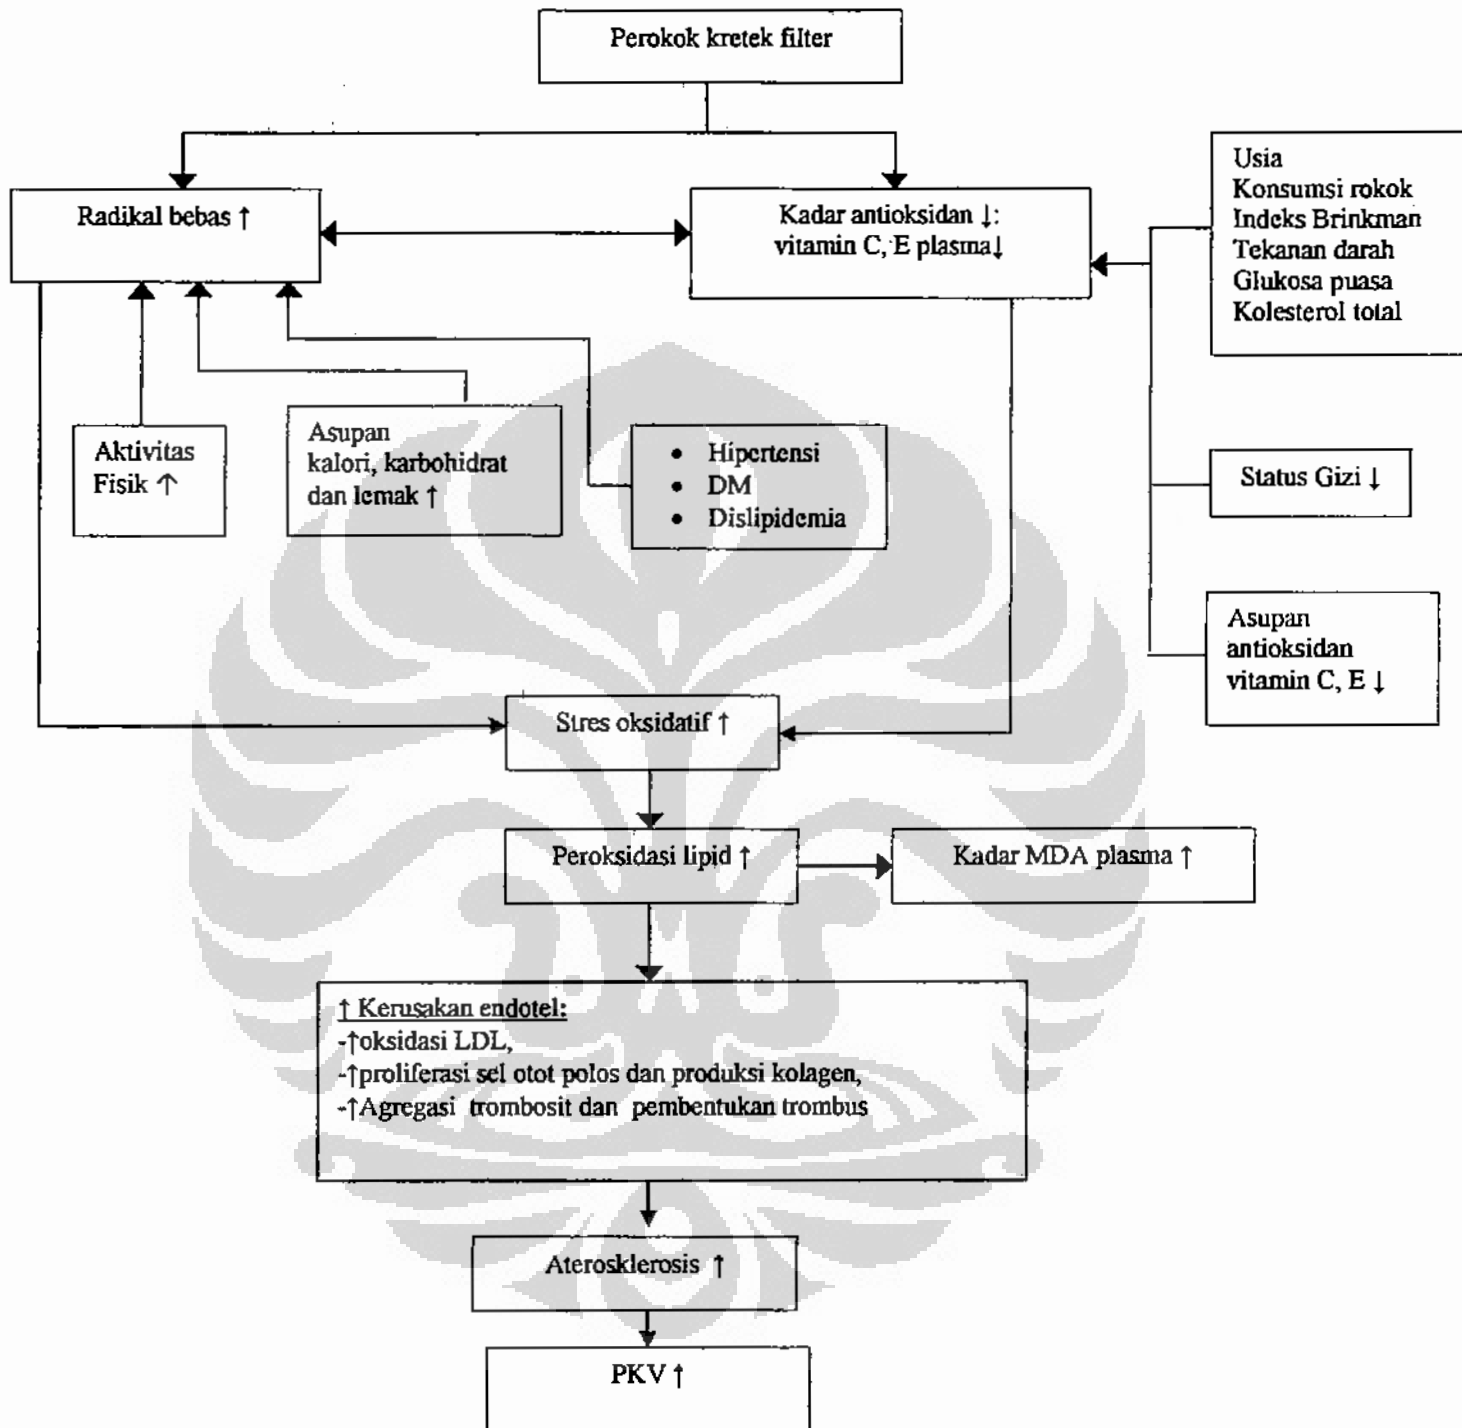 Perokok kretek filter
Radikal bebas ↑
Kadar antioksidan ↓:
vitamin C, E plasma↓
Usia
Konsumsi rokok
Indeks Brinkman
Tekanan darah
Glukosa puasa
Kolesterol total
Aktivitas
Fisik ↑
Asupan
kalori, karbohidrat
dan lemak ↑
• Hipertensi
• DM
• Dislipidemia
Status Gizi ↓
Asupan
antioksidan
vitamin C, E ↓
Stres oksidatif ↑
Peroksidasi lipid ↑
Kadar MDA plasma ↑
↑ Kerusakan endotel:
-↑oksidasi LDL,
-↑proliferasi sel otot polos dan produksi kolagen,
-↑Agregasi trombosit dan pembentukan trombus
Aterosklerosis ↑
PKV ↑